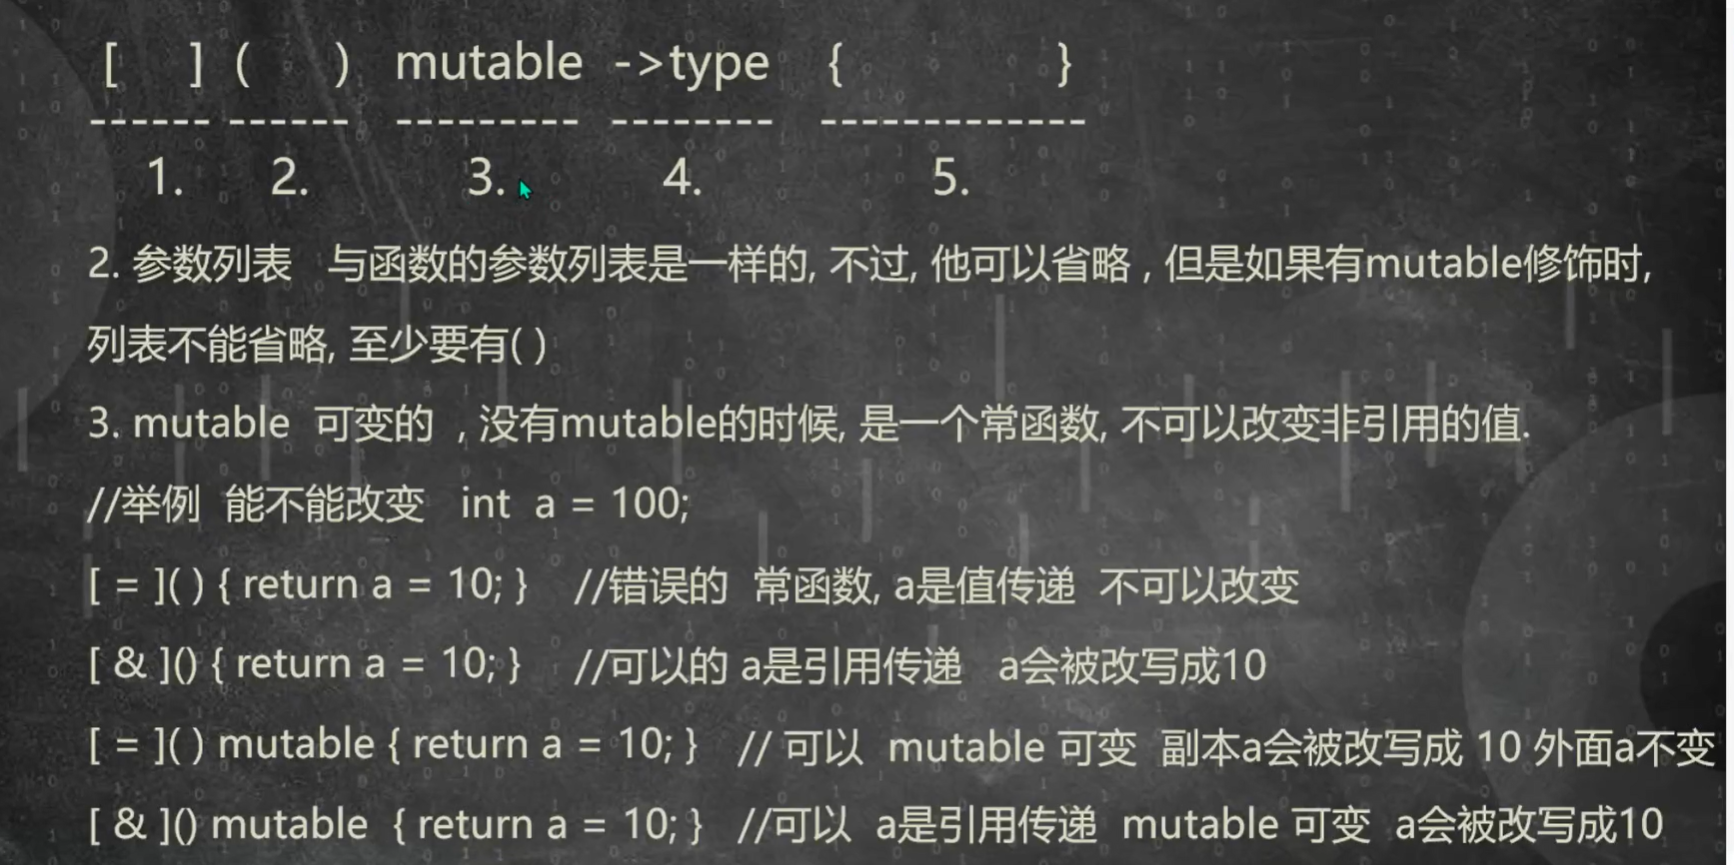 [     ] (     )   mutable  ->type   {            }
------ ------   ---------  --------   -------------
1.   2.   3.   4.   5.
2. 参数列表   与函数的参数列表是一样的, 不过, 他可以省略 , 但是如果有mutable修饰时,
列表不能省略, 至少要有( )
3. mutable  可变的  , 没有mutable的时候, 是一个常函数, 不可以改变非引用的值.
//举例  能不能改变   int  a = 100;
[ = ]( ) { return a = 10; }   //错误的  常函数, a是值传递  不可以改变
[ & ]() { return a = 10; }   //可以的 a是引用传递   a会被改写成10
[ = ]( ) mutable { return a = 10; }   // 可以  mutable 可变  副本a会被改写成 10 外面a不变
[ & ]() mutable  { return a = 10; }   //可以  a是引用传递  mutable 可变  a会被改写成10